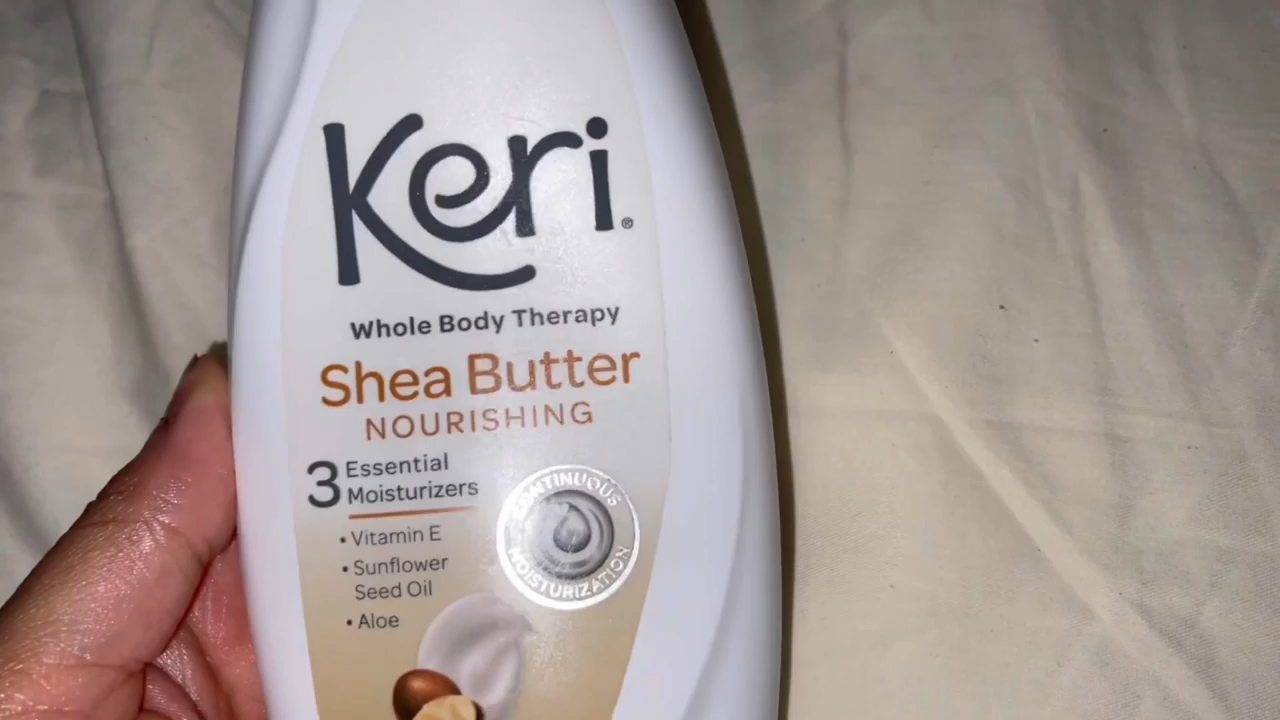 Keri®
Whole Body Therapy
Shea Butter
NOURISHING
3 Essential
Moisturizers
• Vitamin E
• Sunflower
Seed Oil
• Aloe
CONTINUOUS
MOISTURIZATION